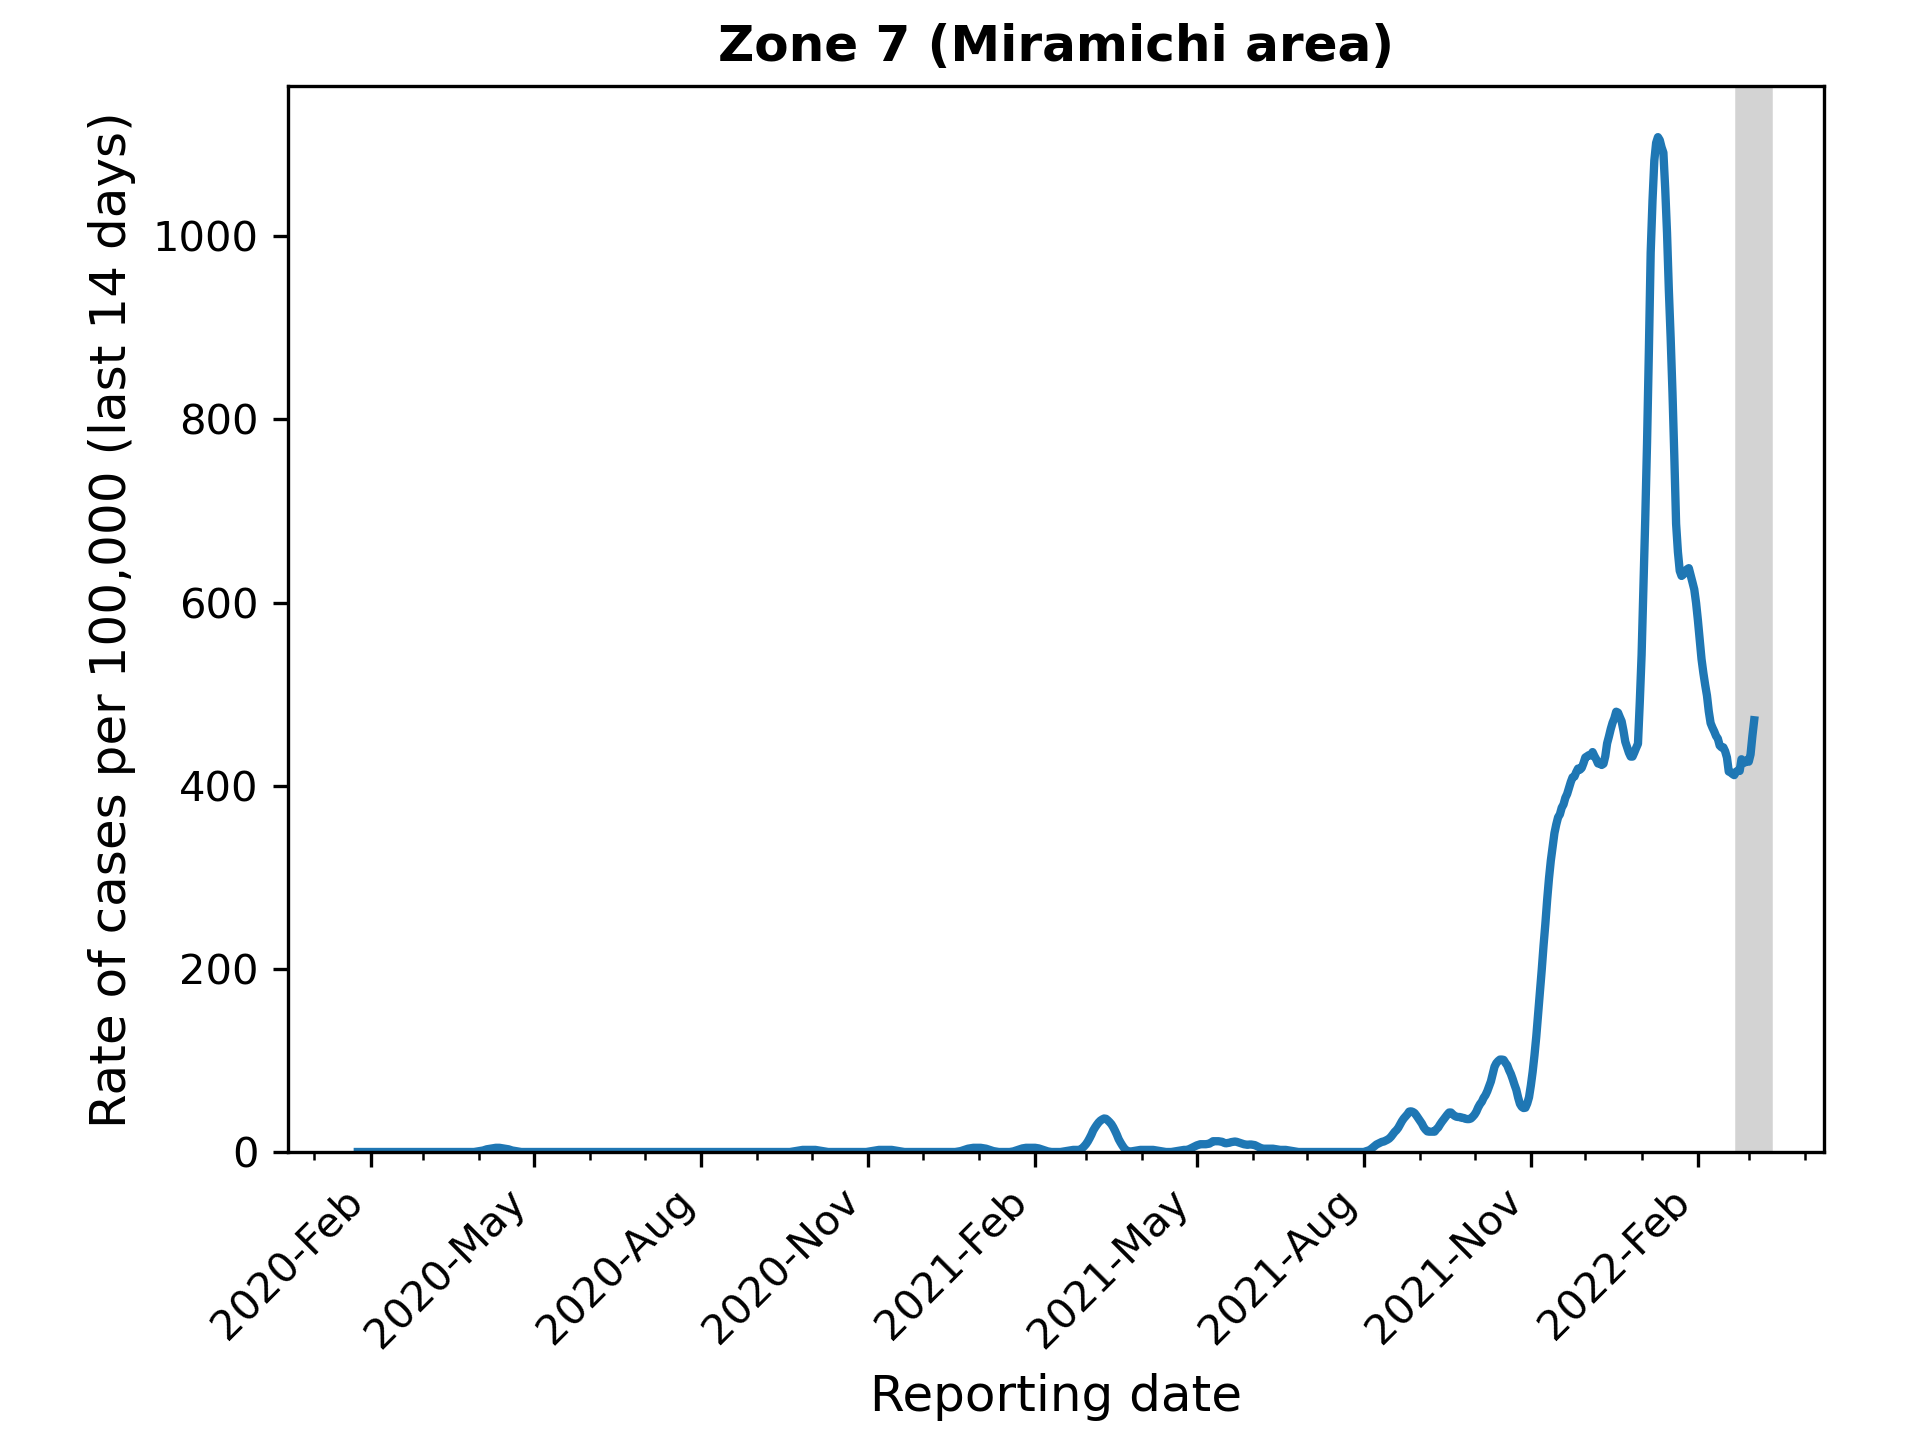 Zone 7 (Miramichi area)
Rate of cases per 100,000 (last 14 days)
1000
800
600
400
200
0
2020-Feb
2020-May
2020-Aug
2020-Nov
2021-Feb
2021-May
2021-Aug
2021-Nov
2022-Feb
Reporting date